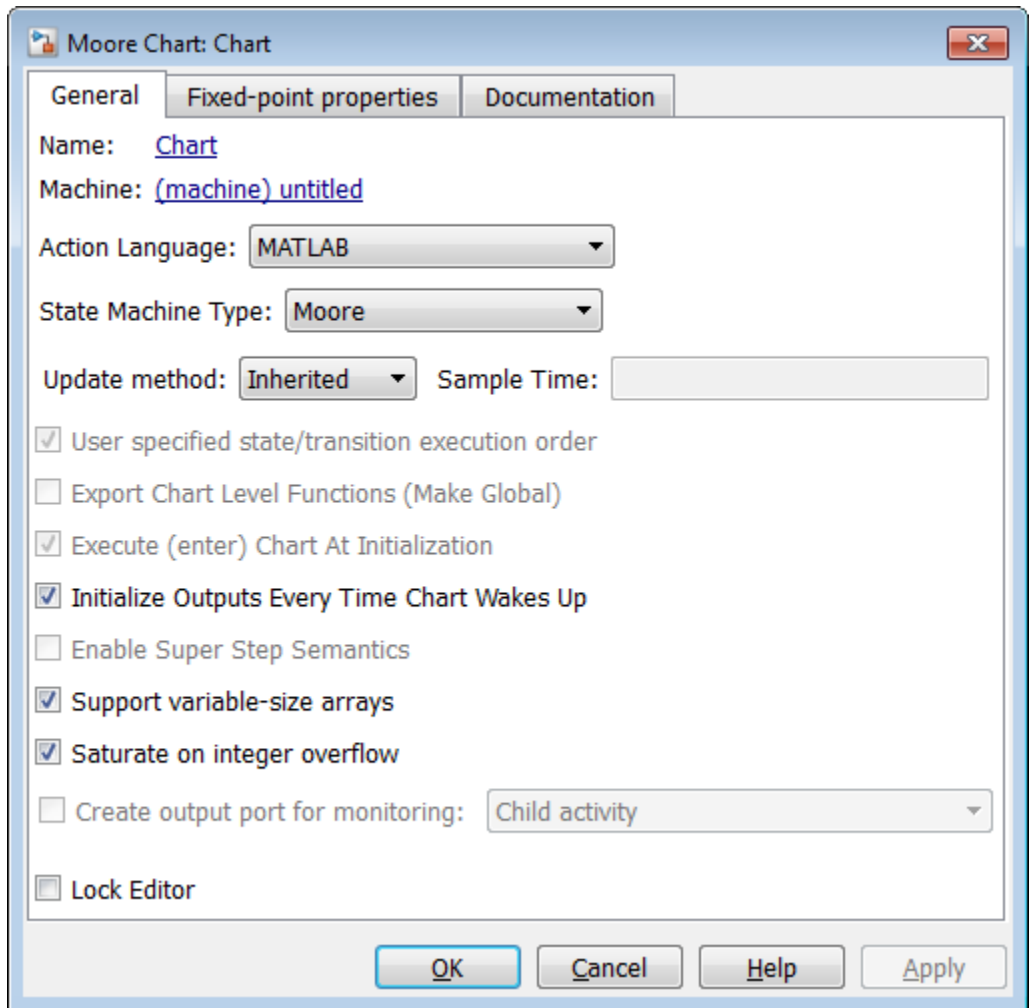 Moore Chart: Chart
General Fixed-point properties Documentation
Name: Chart
Machine: (machine) untitled
Action Language: MATLAB
State Machine Type: Moore
Update method: Inherited Sample Time:
User specified state/transition execution order
Export Chart Level Functions (Make Global)
Execute (enter) Chart At Initialization
Initialize Outputs Every Time Chart Wakes Up
Enable Super Step Semantics
Support variable-size arrays
Saturate on integer overflow
Create output port for monitoring: Child activity
Lock Editor
OK Cancel Help Apply